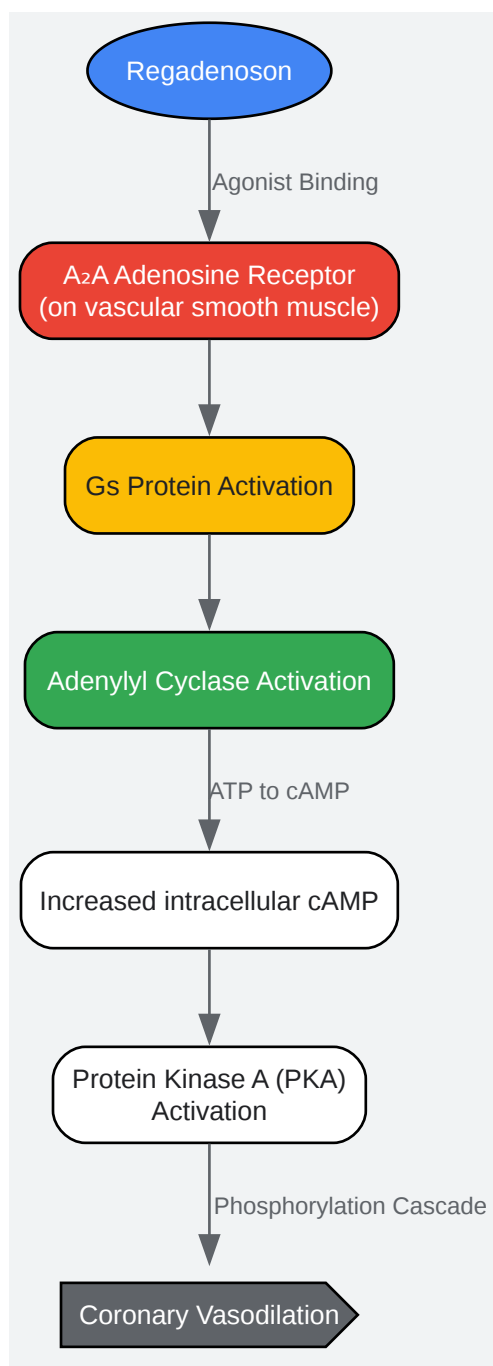 Regadenoson
Agonist Binding
A₂A Adenosine Receptor
(on vascular smooth muscle)
Gs Protein Activation
Adenylyl Cyclase Activation
ATP to cAMP
Increased intracellular cAMP
Protein Kinase A (PKA)
Activation
Phosphorylation Cascade
Coronary Vasodilation